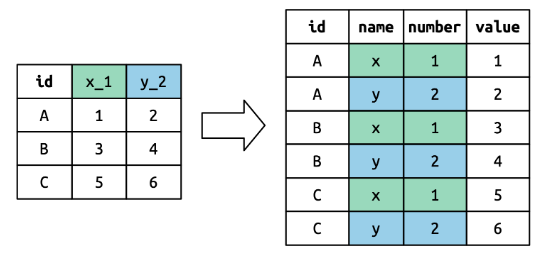 id x_1 y_2
A 1 2
B 3 4
C 5 6
id name number value
A x 1 1
A y 2 2
B x 1 3
B y 2 4
C x 1 5
C y 2 6